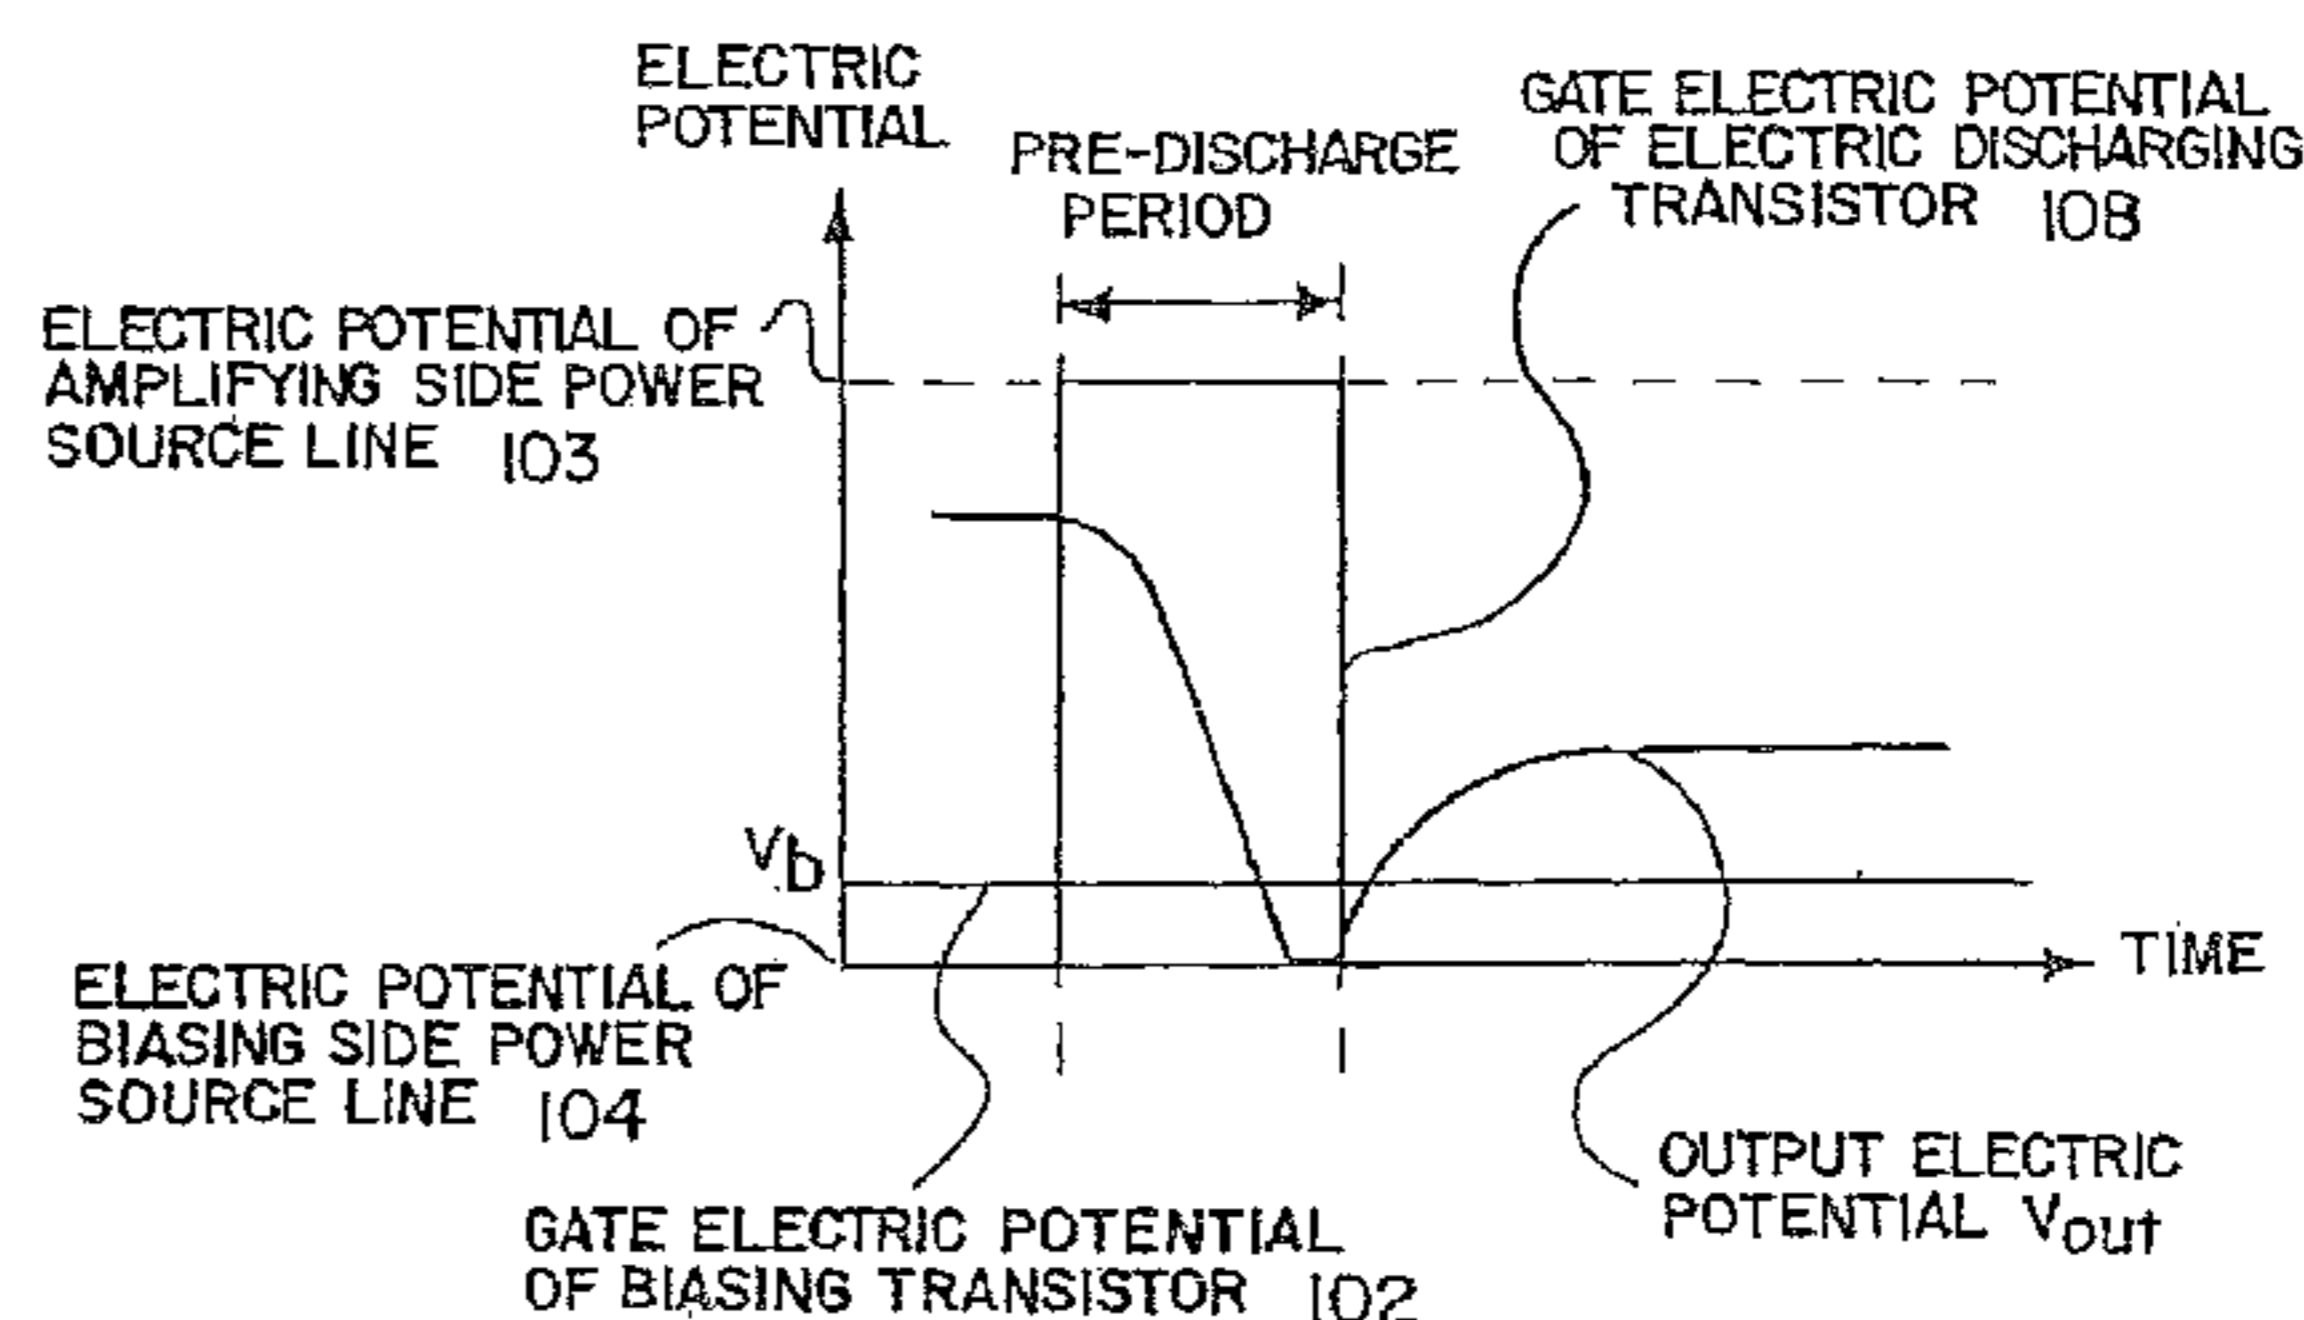 ELECTRIC
POTENTIAL
PRE-DISCHARGE
PERIOD
GATE ELECTRIC POTENTIAL
OF ELECTRIC DISCHARGING
TRANSISTOR 108
ELECTRIC POTENTIAL OF
AMPLIFYING SIDE POWER
SOURCE LINE 103
Vb
TIME
ELECTRIC POTENTIAL OF
BIASING SIDE POWER
SOURCE LINE 104
GATE ELECTRIC POTENTIAL
OF BIASING TRANSISTOR 102
OUTPUT ELECTRIC
POTENTIAL Vout